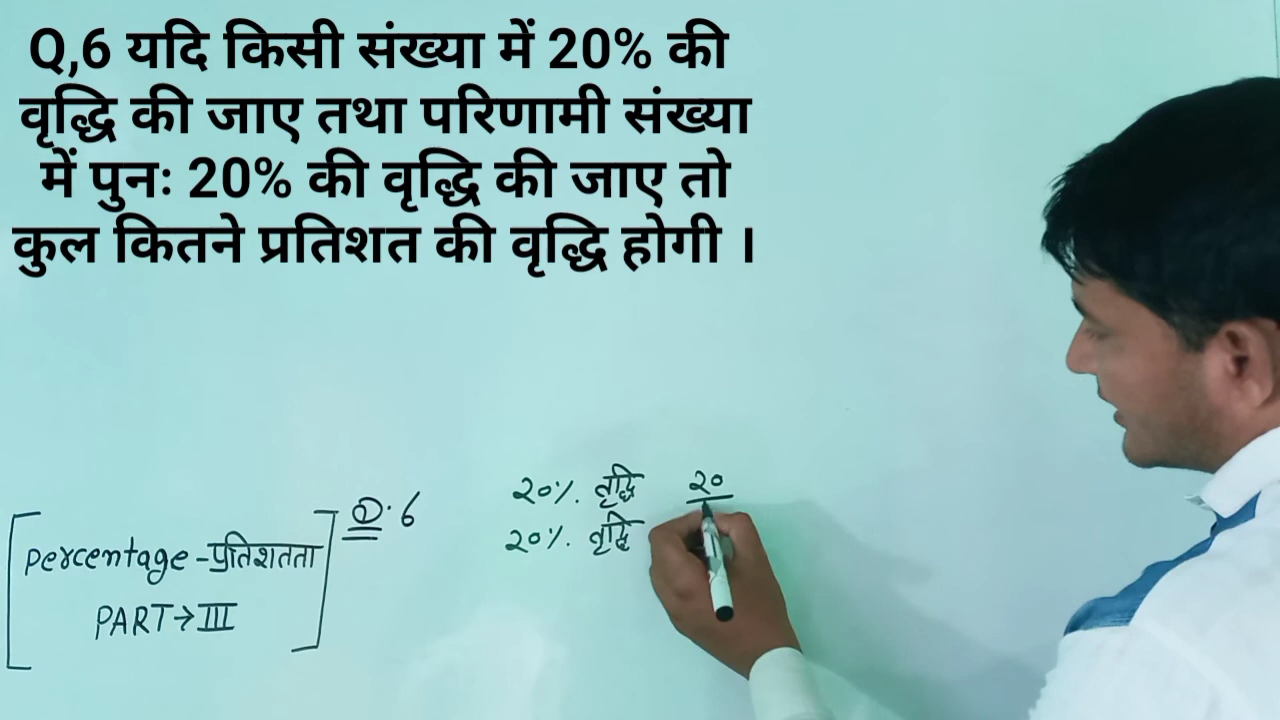 Q,6 यदि किसी संख्या में 20% की
वृद्धि की जाए तथा परिणामी संख्या
में पुनः 20% की वृद्धि की जाए तो
कुल कितने प्रतिशत की वृद्धि होगी ।
Percentage-प्रतिशतता
PART→III
Q.6
20%. वृद्धि 20
20%. वृद्धि